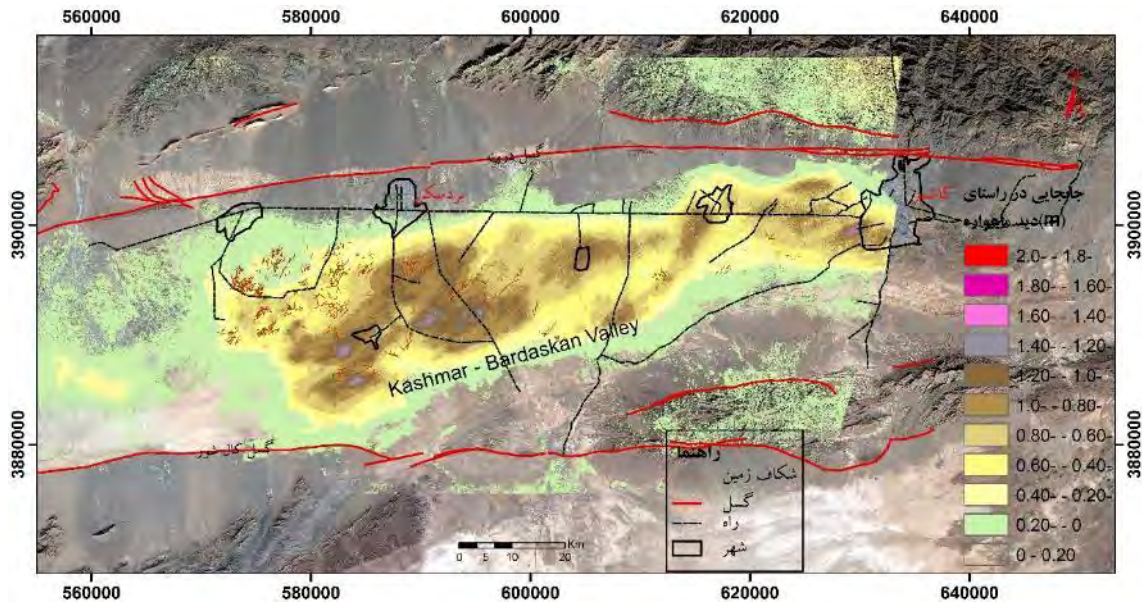 560000 580000 600000 620000 640000
گسل درونه
بردسکن
جابجایی در راستای
دید ماهواره(m)
3900000 3900000
2.0- - 1.8-
1.80- - 1.60-
1.60 - 1.40-
1.40 - 1.20-
1.20 - 1.0-
1.0- - 0.80-
0.80 - 0.60-
0.60 - 0.40-
0.40- - 0.20-
0.20- - 0
0 - 0.20
Kashmar - Bardaskan Valley
3880000 3880000
گسل کال شور
راهنما
شکاف زمین
گسل
راه
شهر
0 5 10 20
Km
560000 580000 600000 620000 640000